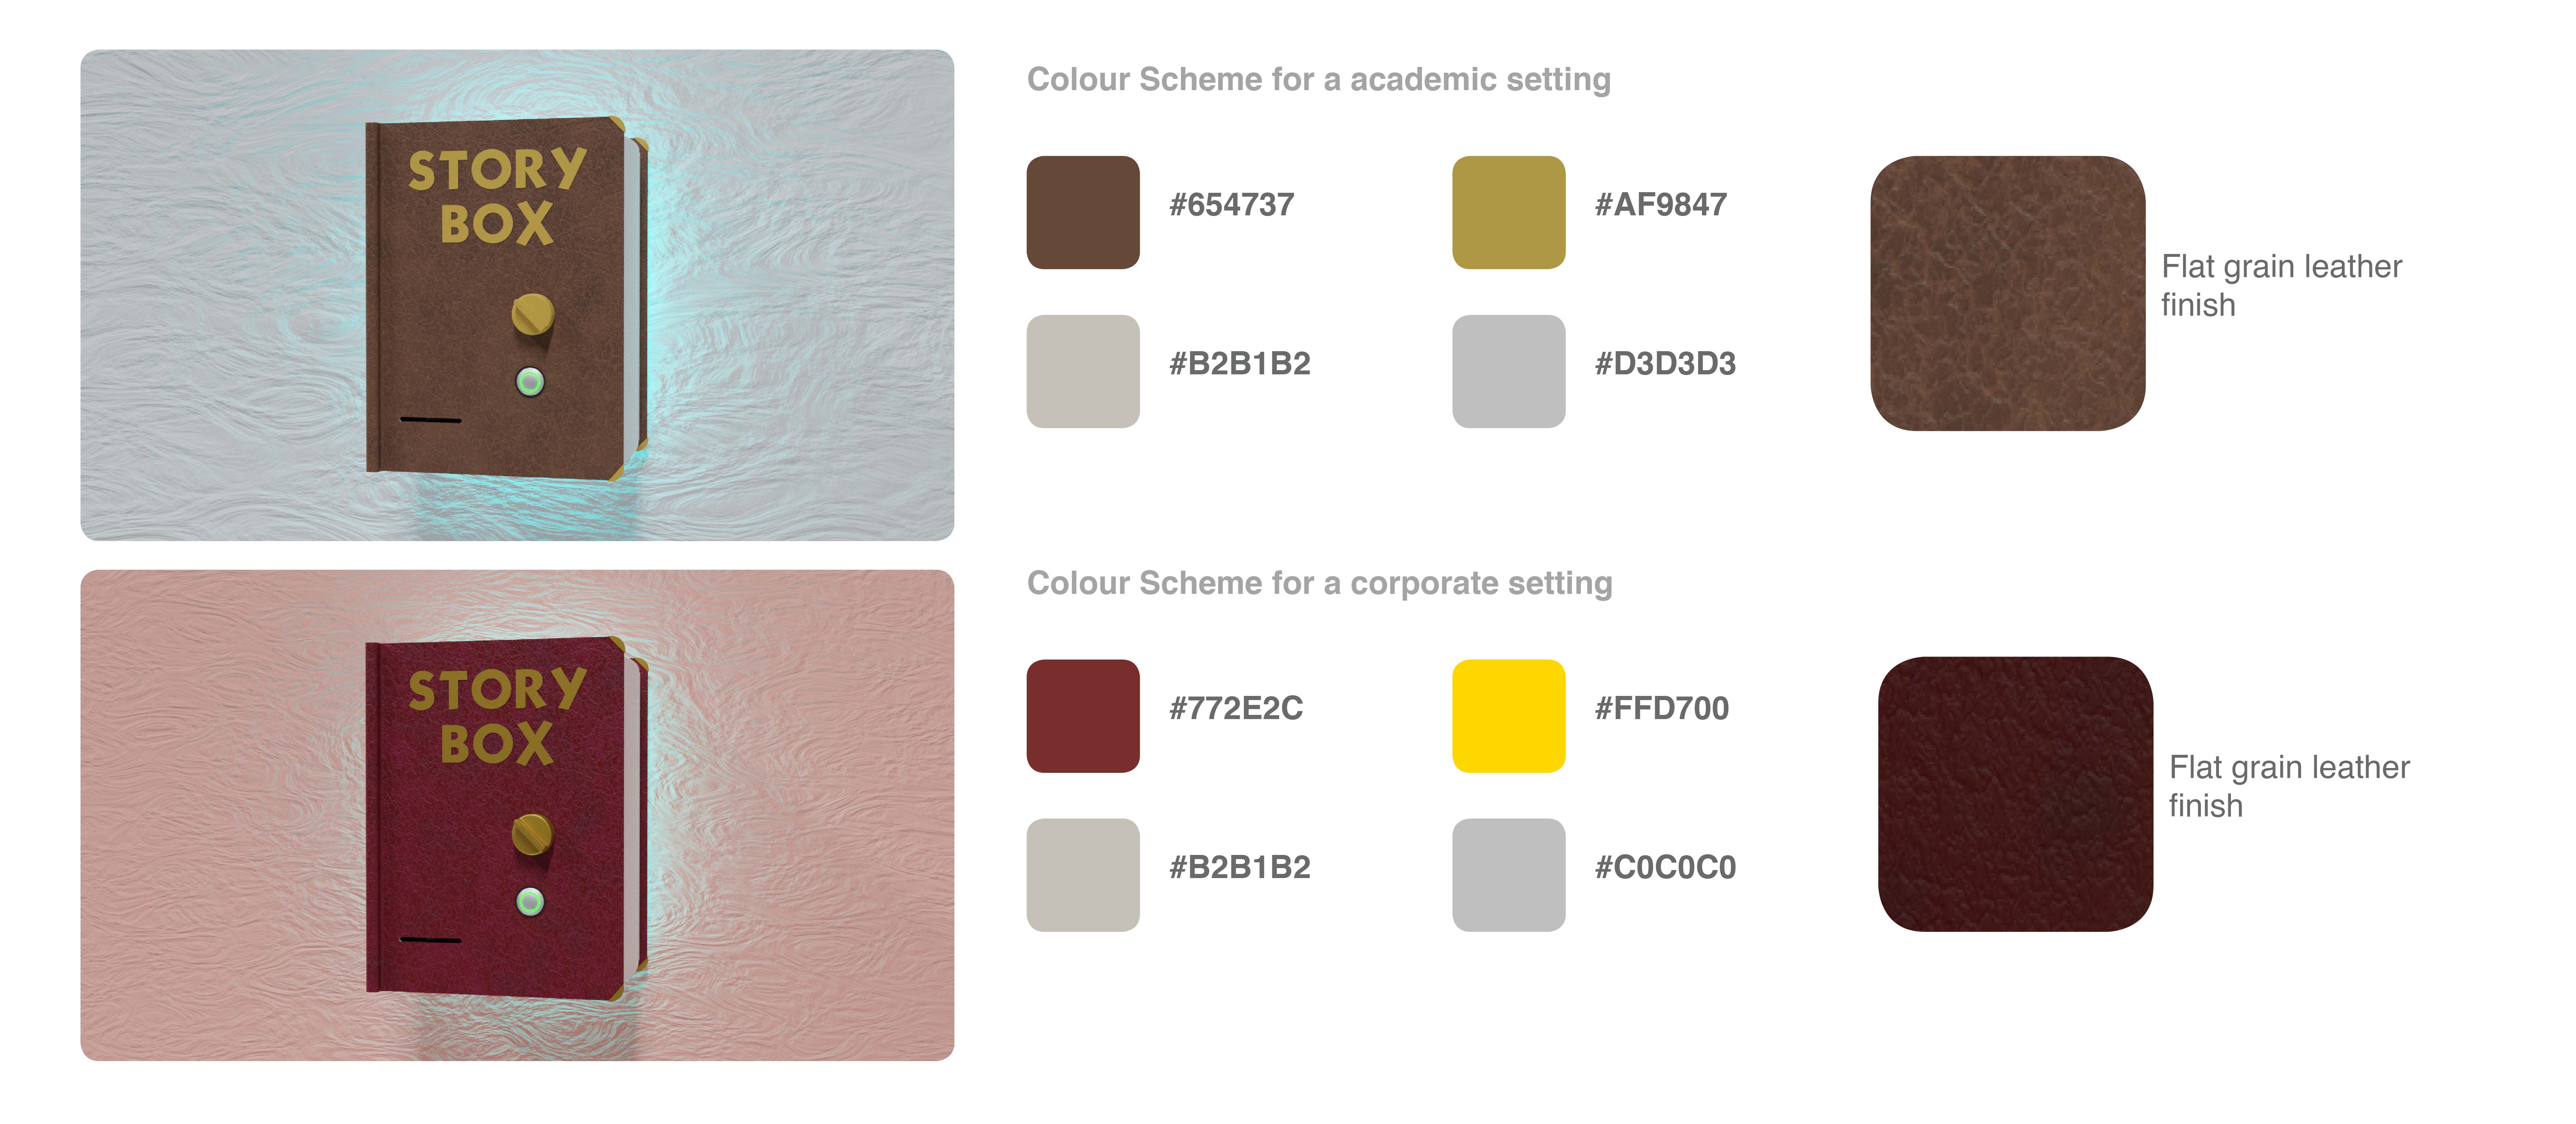 STORY
BOX
Colour Scheme for a academic setting
#654737
#AF9847
#B2B1B2
#D3D3D3
Flat grain leather
finish
STORY
BOX
Colour Scheme for a corporate setting
#772E2C
#FFD700
#B2B1B2
#C0C0C0
Flat grain leather
finish